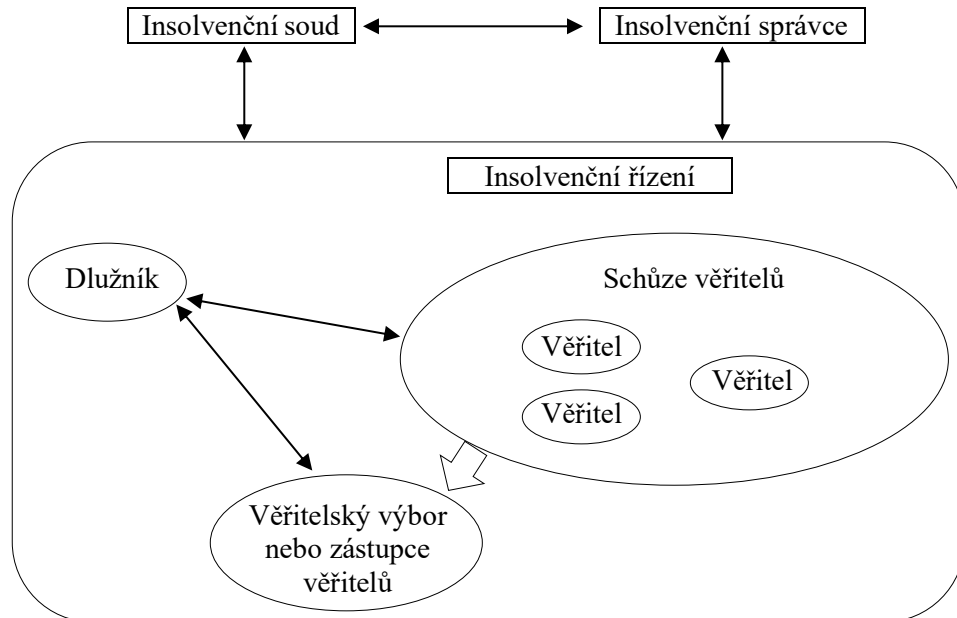 Insolvenční soud
Insolvenční správce
Insolvenční řízení
Dlužník
Schůze věřitelů
Věřitel
Věřitel
Věřitel
Věřitelský výbor
nebo zástupce
věřitelů